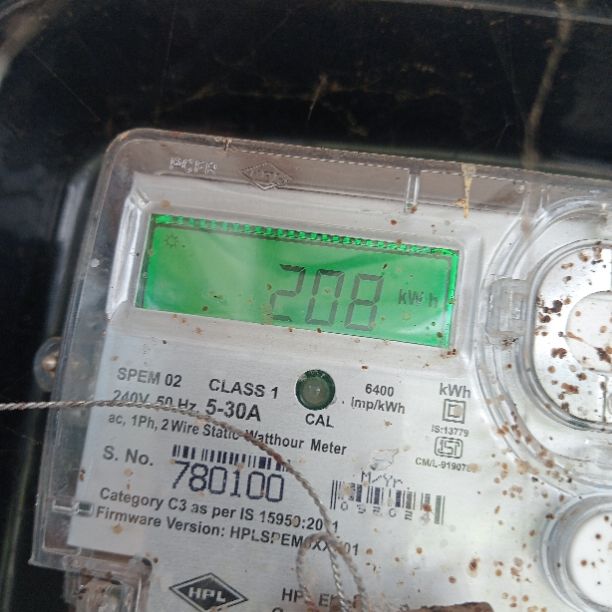 208 kWh
SPEM 02 CLASS 1
6400 kWh
240V, 50 Hz, 5-30A
Imp/kWh
CAL
ac, 1Ph, 2 Wire Static Watthour Meter
IS:13779
S. No.
780100
M/Yr.
Category C3 as per IS 15959:
Firmware Version:
HPL